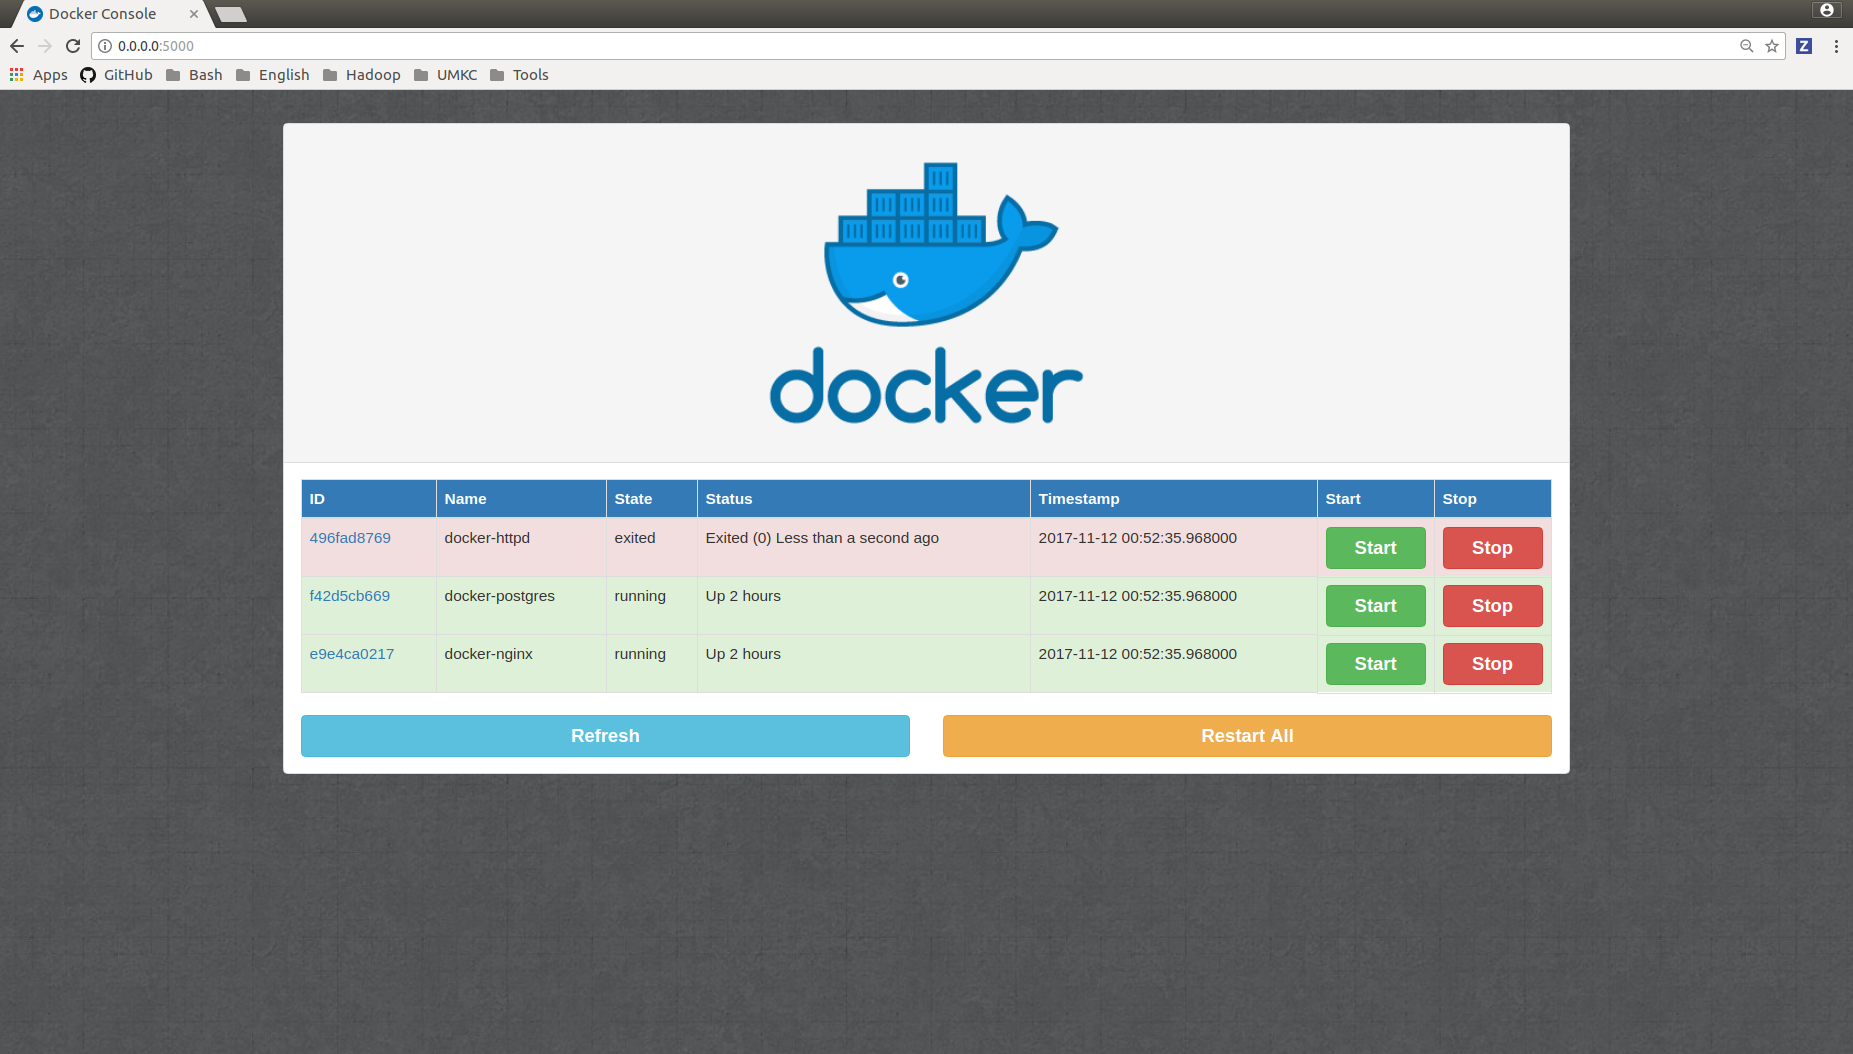 Docker Console
0.0.0.0:5000
Apps GitHub Bash English Hadoop UMKC Tools
Z
docker
ID Name State Status Timestamp Start Stop
496fad8769 docker-httpd exited Exited (0) Less than a second ago 2017-11-12 00:52:35.968000 Start Stop
f42d5cb669 docker-postgres running Up 2 hours 2017-11-12 00:52:35.968000 Start Stop
e9e4ca0217 docker-nginx running Up 2 hours 2017-11-12 00:52:35.968000 Start Stop
Refresh Restart All